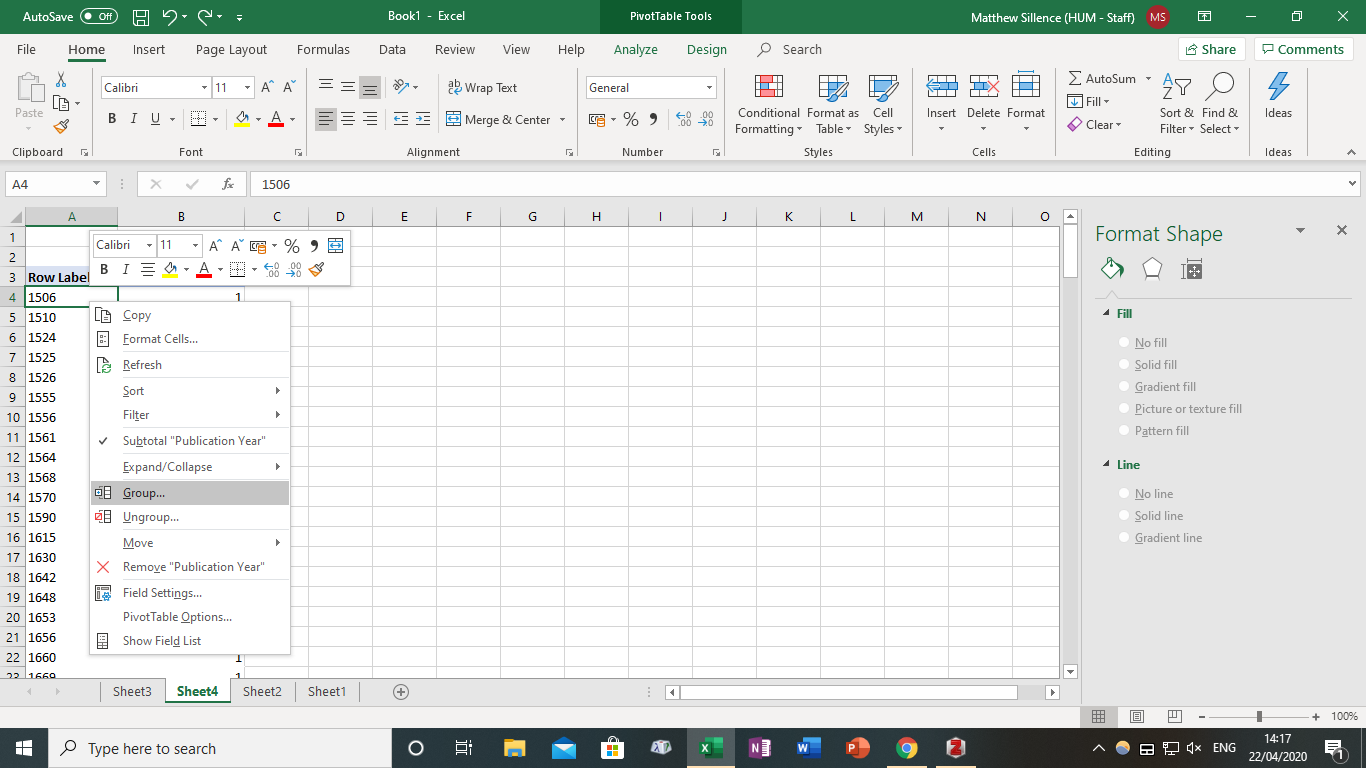 AutoSave Off Book1 - Excel PivotTable Tools Matthew Sillence (HUM - Staff) MS
File Home Insert Page Layout Formulas Data Review View Help Analyze Design Search Share Comments
Paste
Clipboard
Calibri 11
B I U
Font
Wrap Text
Merge & Center
Alignment
General
Number
Conditional Formatting
Format as Table
Cell Styles
Styles
Insert Delete Format
Cells
AutoSum
Fill
Clear
Sort & Filter
Find & Select
Editing
Ideas
Ideas
A4 fx 1506
A B C D E F G H I J K L M N O
1
2
3 Row Label
4 1506 1
5 1510
6 1524
7 1525
8 1526
9 1555
10 1556
11 1561
12 1564
13 1568
14 1570
15 1590
16 1615
17 1630
18 1642
19 1648
20 1653
21 1656
22 1660 1
23 1669 1
Calibri 11
B I
Copy
Format Cells...
Refresh
Sort
Filter
Subtotal "Publication Year"
Expand/Collapse
Group...
Ungroup...
Move
Remove "Publication Year"
Field Settings...
PivotTable Options...
Show Field List
Format Shape
Fill
No fill
Solid fill
Gradient fill
Picture or texture fill
Pattern fill
Line
No line
Solid line
Gradient line
Sheet3 Sheet4 Sheet2 Sheet1
100%
Type here to search
ENG
14:17
22/04/2020
1